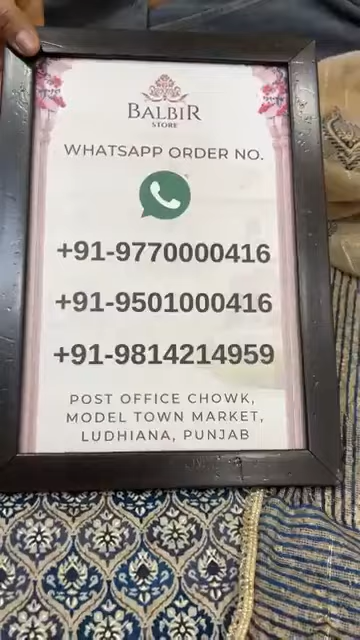 BALBIR
STORE
WHATSAPP ORDER NO.
+91-9770000416
+91-9501000416
+91-9814214959
POST OFFICE CHOWK,
MODEL TOWN MARKET,
LUDHIANA, PUNJAB